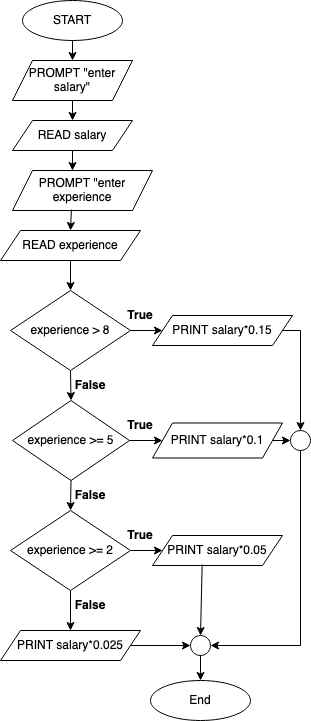 START
PROMPT "enter
salary"
READ salary
PROMPT "enter
experience
READ experience
experience > 8
True
PRINT salary*0.15
False
experience >= 5
True
PRINT salary*0.1
False
experience >= 2
True
PRINT salary*0.05
False
PRINT salary*0.025
End